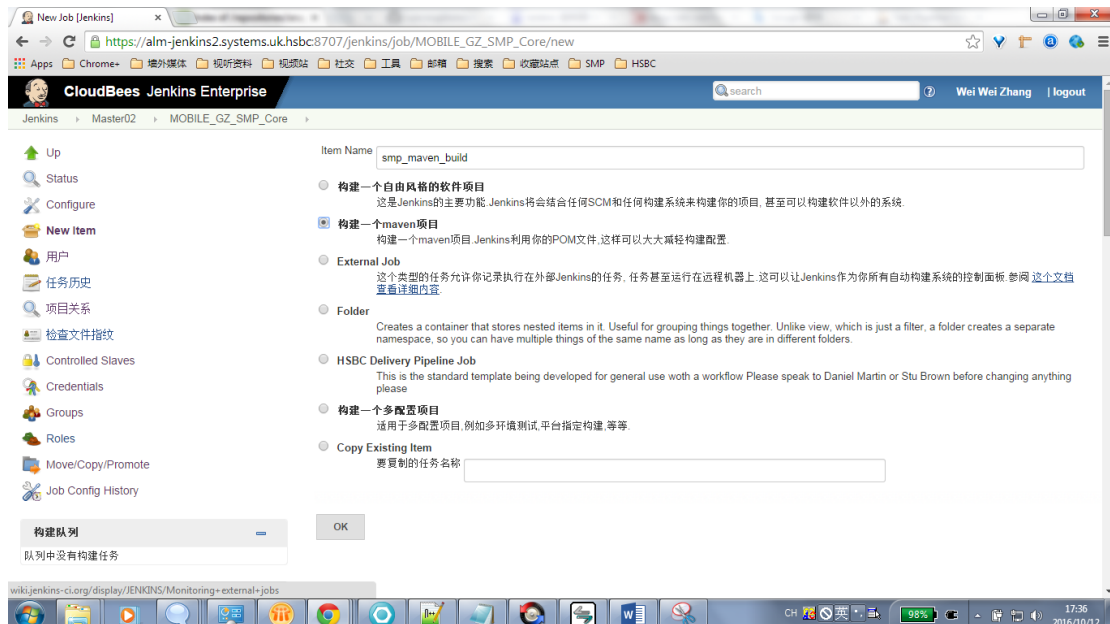 New Job [Jenkins]
https://alm-jenkins2.systems.uk.hsbc:8707/jenkins/job/MOBILE_GZ_SMP_Core/new
Apps Chrome+ 墙外媒体 视听资料 视频站 社交 工具 邮箱 搜索 收藏站点 SMP HSBC
CloudBees Jenkins Enterprise search Wei Wei Zhang | logout
Jenkins Master02 MOBILE_GZ_SMP_Core
Up
Status
Configure
New Item
用户
任务历史
项目关系
检查文件指纹
Controlled Slaves
Credentials
Groups
Roles
Move/Copy/Promote
Job Config History
构建队列
队列中没有构建任务
Item Name smp_maven_build
构建一个自由风格的软件项目
这是Jenkins的主要功能.Jenkins将会结合任何SCM和任何构建系统来构建你的项目, 甚至可以构建软件以外的系统.
构建一个maven项目
构建一个maven项目.Jenkins利用你的POM文件,这样可以大大减轻构建配置.
External Job
这个类型的任务允许你记录执行在外部Jenkins的任务, 任务甚至运行在远程机器上.这可以让Jenkins作为你所有自动构建系统的控制面板.参阅 这个文档
查看详细内容.
Folder
Creates a container that stores nested items in it. Useful for grouping things together. Unlike view, which is just a filter, a folder creates a separate
namespace, so you can have multiple things of the same name as long as they are in different folders.
HSBC Delivery Pipeline Job
This is the standard template being developed for general use woth a workflow Please speak to Daniel Martin or Stu Brown before changing anything
please
构建一个多配置项目
适用于多配置项目,例如多环境测试,平台指定构建,等等.
Copy Existing Item
要复制的任务名称
OK
wiki.jenkins-ci.org/display/JENKINS/Monitoring+external+jobs
CH 英 98% 17:36
2016/10/12